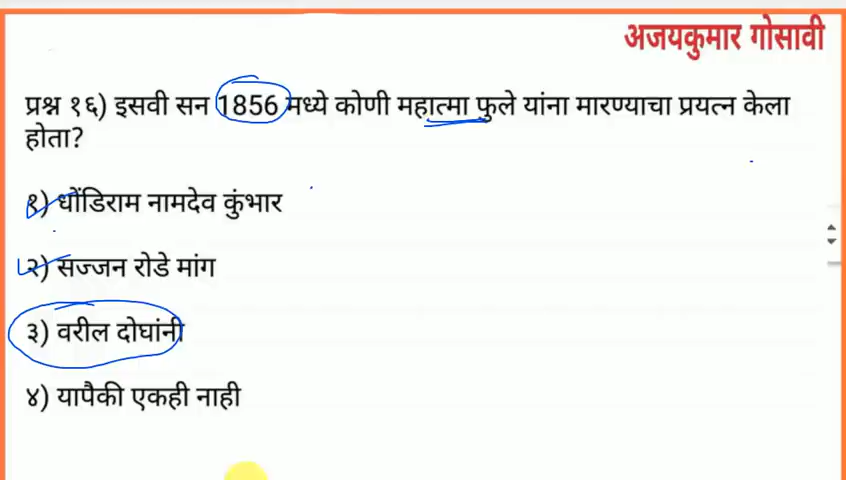 अजयकुमार गोसावी
प्रश्न १६) इसवी सन 1856 मध्ये कोणी महात्मा फुले यांना मारण्याचा प्रयत्न केला
होता?
१) धोंडिराम नामदेव कुंभार
२) सज्जन रोडे मांग
३) वरील दोघांनी
४) यापैकी एकही नाही